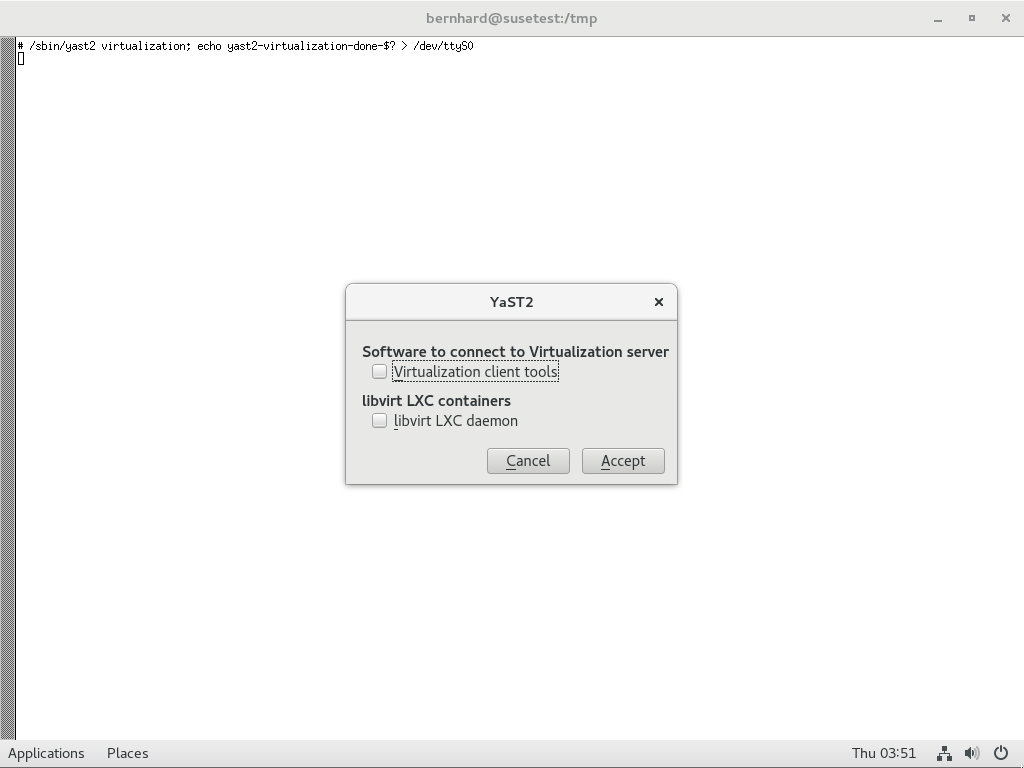 bernhard@susetest:/tmp
# /sbin/yast2 virtualization; echo yast2-virtualization-done-$? > /dev/ttyS0
YaST2
Software to connect to Virtualization server
Virtualization client tools
libvirt LXC containers
libvirt LXC daemon
Cancel Accept
Applications Places Thu 03:51